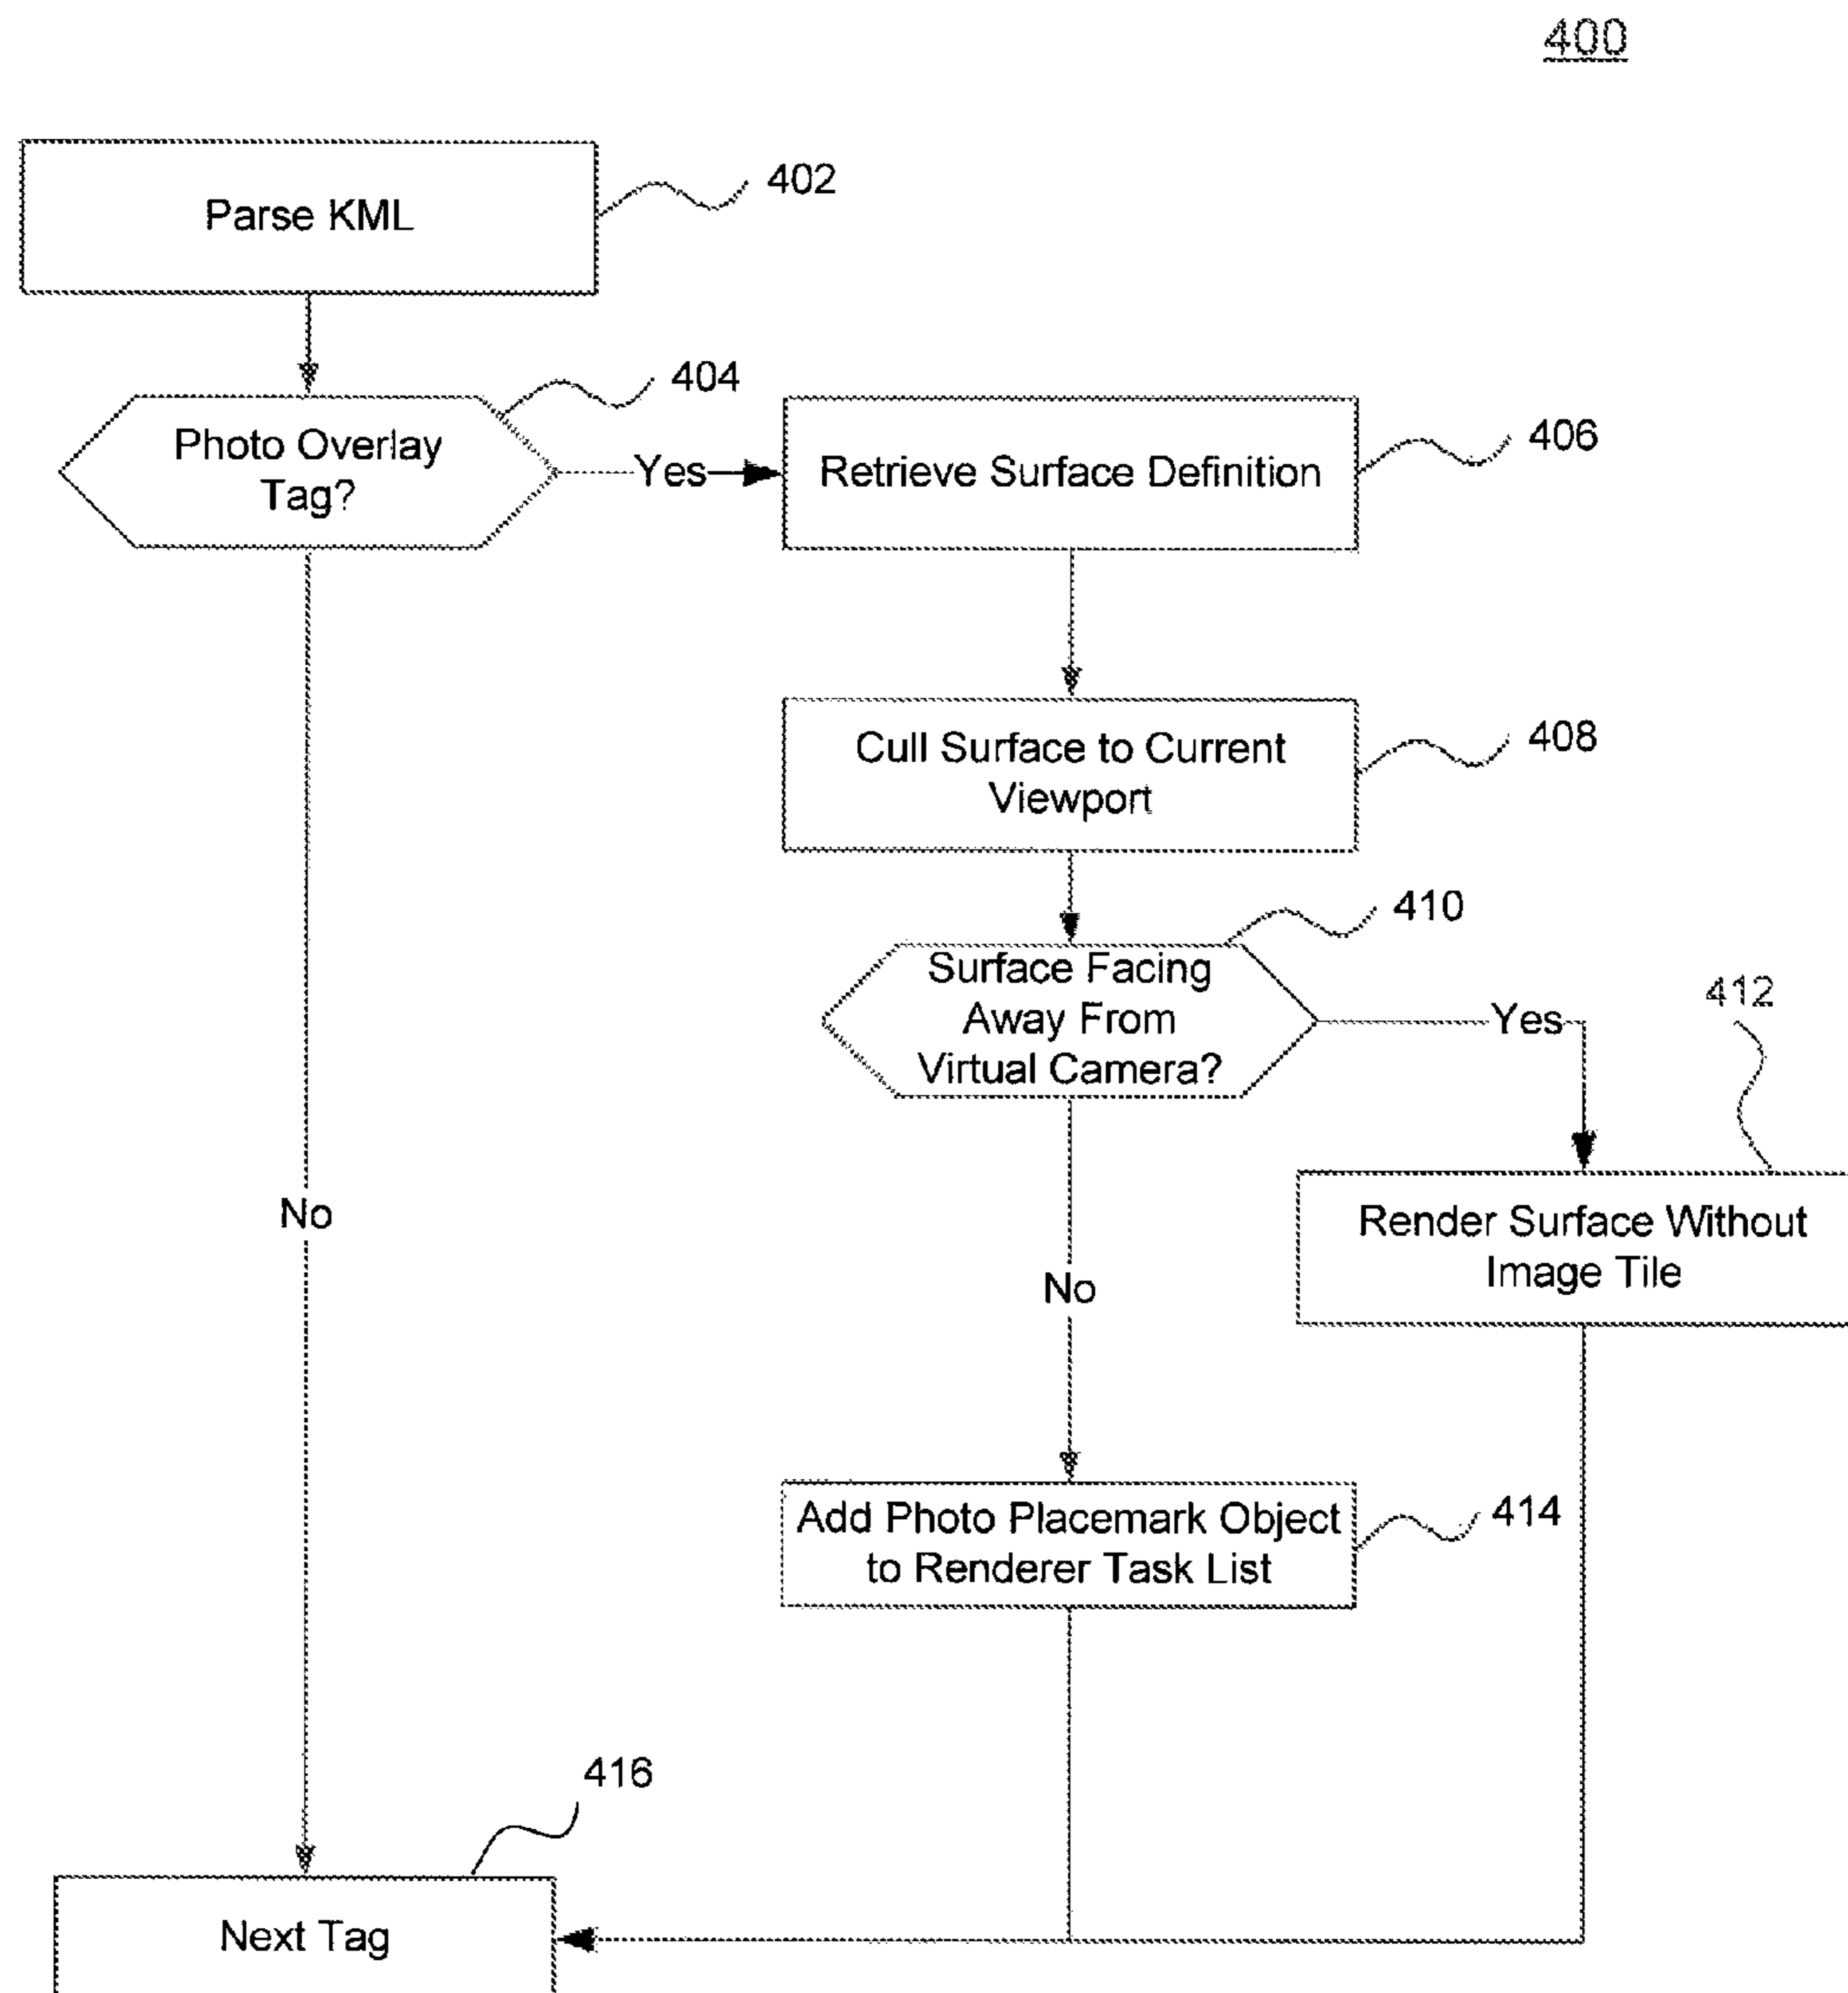 400
Parse KML
402
Photo Overlay
Tag?
404
Yes
Retrieve Surface Definition
406
Cull Surface to Current
Viewport
408
Surface Facing
Away From
Virtual Camera?
410
Yes
412
Render Surface Without
Image Tile
No
No
Add Photo Placemark Object
to Renderer Task List
414
416
Next Tag